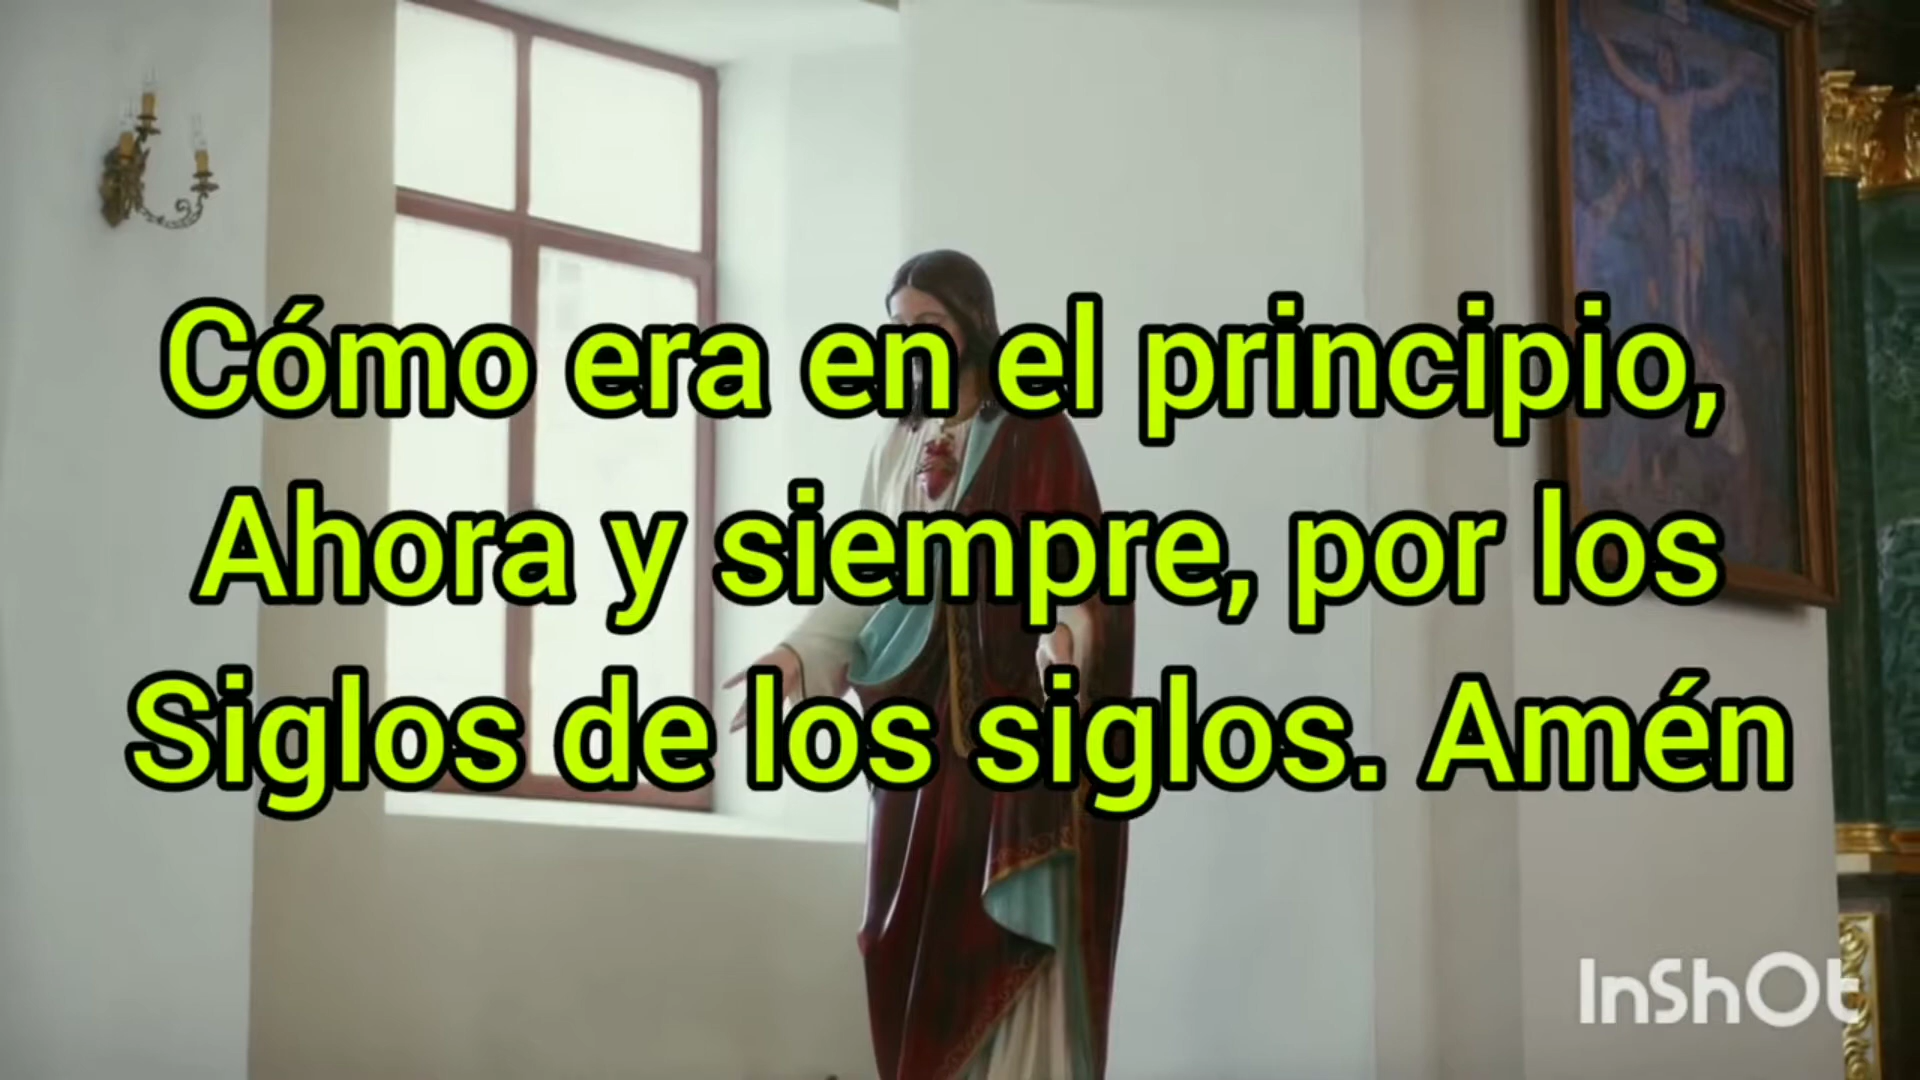 Cómo era en el principio,
Ahora y siempre, por los
Siglos de los siglos. Amén
InShOt